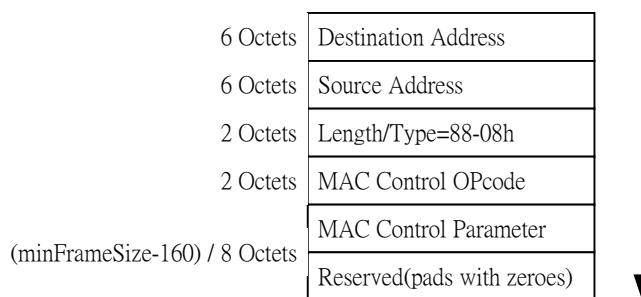 6 Octets Destination Address
6 Octets Source Address
2 Octets Length/Type=88-08h
2 Octets MAC Control OPcode
MAC Control Parameter
(minFrameSize-160) / 8 Octets
Reserved(pads with zeroes)